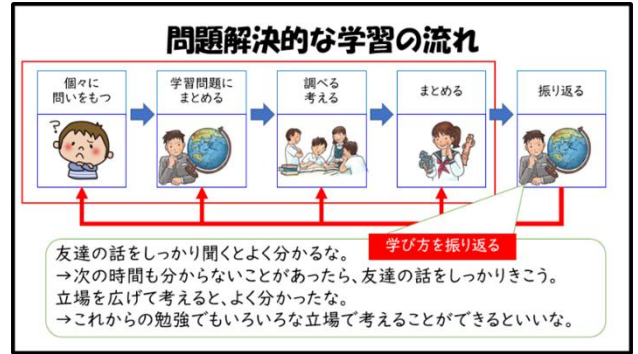 問題解決的な学習の流れ
個々に
問いをもつ
学習問題に
まとめる
調べる
考える
まとめる
振り返る
?
学び方を振り返る
友達の話をしっかり聞くとよく分かるな。
→次の時間も分からないことがあったら、友達の話をしっかりきこう。
立場を広げて考えると、よく分かったな。
→これからの勉強でもいろいろな立場で考えることができるといいな。